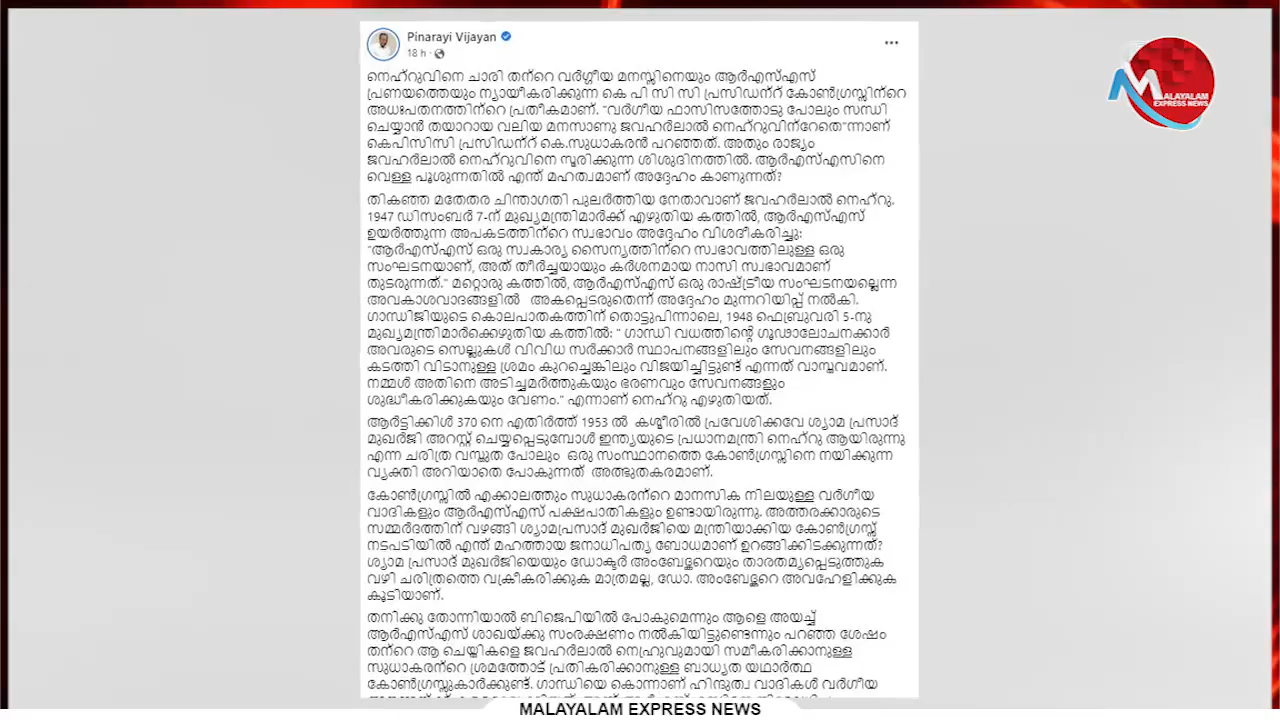 Pinarayi Vijayan
18 h ·
നെഹ്റുവിനെ ചാരി തന്റെ വർഗ്ഗീയ മനസ്സിനെയും ആർഎസ്എസ്
പ്രണയത്തെയും ന്യായീകരിക്കുന്ന കെ പി സി സി പ്രസിഡന്റ് കോൺഗ്രസ്സിന്റെ
അധഃപതനത്തിന്റെ പ്രതീകമാണ്. "വർഗീയ ഫാസിസത്തോടു പോലും സന്ധി
ചെയ്യാൻ തയാറായ വലിയ മനസാണു ജവഹർലാൽ നെഹ്റുവിന്റേതെ"ന്നാണ്
കെപിസിസി പ്രസിഡന്റ് കെ.സുധാകരൻ പറഞ്ഞത്. അതും രാജ്യം
ജവഹർലാൽ നെഹ്റുവിനെ സ്മരിക്കുന്ന ശിശുദിനത്തിൽ. ആർഎസ്എസിനെ
വെള്ള പൂശുന്നതിൽ എന്ത് മഹത്വമാണ് അദ്ദേഹം കാണുന്നത്?
തികഞ്ഞ മതേതര ചിന്താഗതി പുലർത്തിയ നേതാവാണ് ജവഹർലാൽ നെഹ്റു.
1947 ഡിസംബർ 7-ന് മുഖ്യമന്ത്രിമാർക്ക് എഴുതിയ കത്തിൽ, ആർഎസ്എസ്
ഉയർത്തുന്ന അപകടത്തിന്റെ സ്വഭാവം അദ്ദേഹം വിശദീകരിച്ചു:
"ആർഎസ്എസ് ഒരു സ്വകാര്യ സൈന്യത്തിന്റെ സ്വഭാവത്തിലുള്ള ഒരു
സംഘടനയാണ്, അത് തീർച്ചയായും കർശനമായ നാസി സ്വഭാവമാണ്
തുടരുന്നത്." മറ്റൊരു കത്തിൽ, ആർഎസ്എസ് ഒരു രാഷ്ട്രീയ സംഘടനയല്ലെന്ന
അവകാശവാദങ്ങളിൽ അകപ്പെടരുതെന്ന് അദ്ദേഹം മുന്നറിയിപ്പ് നൽകി.
ഗാന്ധിജിയുടെ കൊലപാതകത്തിന് തൊട്ടുപിന്നാലെ, 1948 ഫെബ്രുവരി 5-നു
മുഖ്യമന്ത്രിമാർക്കെഴുതിയ കത്തിൽ: " ഗാന്ധി വധത്തിന്റെ ഗൂഢാലോചനക്കാർ
അവരുടെ സെല്ലുകൾ വിവിധ സർക്കാർ സ്ഥാപനങ്ങളിലും സേവനങ്ങളിലും
കടത്തി വിടാനുള്ള ശ്രമം കുറച്ചെങ്കിലും വിജയിച്ചിട്ടുണ്ട് എന്നത് വാസ്തവമാണ്.
നമ്മൾ അതിനെ അടിച്ചമർത്തുകയും ഭരണവും സേവനങ്ങളും
ശുദ്ധീകരിക്കുകയും വേണം." എന്നാണ് നെഹ്റു എഴുതിയത്.
ആർട്ടിക്കിൾ 370 നെ എതിർത്ത് 1953 ൽ കശ്മീരിൽ പ്രവേശിക്കവേ ശ്യാമ പ്രസാദ്
മുഖർജി അറസ്റ്റ് ചെയ്യപ്പെടുമ്പോൾ ഇന്ത്യയുടെ പ്രധാനമന്ത്രി നെഹ്റു ആയിരുന്നു
എന്ന ചരിത്ര വസ്തുത പോലും ഒരു സംസ്ഥാനത്തെ കോൺഗ്രസ്സിനെ നയിക്കുന്ന
വ്യക്തി അറിയാതെ പോകുന്നത് അത്ഭുതകരമാണ്.
കോൺഗ്രസ്സിൽ എക്കാലത്തും സുധാകരന്റെ മാനസിക നിലയുള്ള വർഗീയ
വാദികളും ആർഎസ്എസ് പക്ഷപാതികളും ഉണ്ടായിരുന്നു. അത്തരക്കാരുടെ
സമ്മർദത്തിന് വഴങ്ങി ശ്യാമപ്രസാദ് മുഖർജിയെ മന്ത്രിയാക്കിയ കോൺഗ്രസ്സ്
നടപടിയിൽ എന്ത് മഹത്തായ ജനാധിപത്യ ബോധമാണ് ഉറങ്ങിക്കിടക്കുന്നത്?
ശ്യാമ പ്രസാദ് മുഖർജിയെയും ഡോക്ടർ അംബേദ്ക്കറെയും താരതമ്യപ്പെടുത്തുക
വഴി ചരിത്രത്തെ വക്രീകരിക്കുക മാത്രമല്ല, ഡോ. അംബേദ്ക്കറെ അവഹേളിക്കുക
കൂടിയാണ്.
തനിക്കു തോന്നിയാൽ ബിജെപിയിൽ പോകുമെന്നും ആളെ അയച്ച്
ആർഎസ്എസ് ശാഖയ്ക്കു സംരക്ഷണം നൽകിയിട്ടുണ്ടെന്നും പറഞ്ഞ ശേഷം
തന്റെ ആ ചെയ്തികളെ ജവഹർലാൽ നെഹ്രുവുമായി സമീകരിക്കാനുള്ള
സുധാകരന്റെ ശ്രമത്തോട് പ്രതികരിക്കാനുള്ള ബാധ്യത യഥാർത്ഥ
കോൺഗ്രസ്സുകാർക്കുണ്ട്. ഗാന്ധിയെ കൊന്നാണ് ഹിന്ദുത്വ വാദികൾ വർഗീയ
MALAYALAM
EXPRESS NEWS
MALAYALAM EXPRESS NEWS